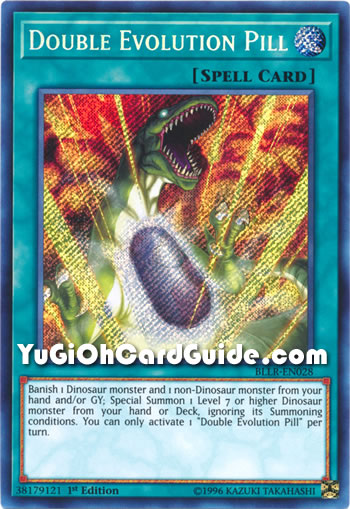 DOUBLE EVOLUTION PILL
[SPELL CARD]
YuGiOhCardGuide.com
BLLR-EN028
Banish 1 Dinosaur monster and 1 non-Dinosaur monster from your
hand and/or GY; Special Summon 1 Level 7 or higher Dinosaur
monster from your hand or Deck, ignoring its Summoning
conditions. You can only activate 1 "Double Evolution Pill" per
turn.
38179121 1st Edition ©1996 KAZUKI TAKAHASHI